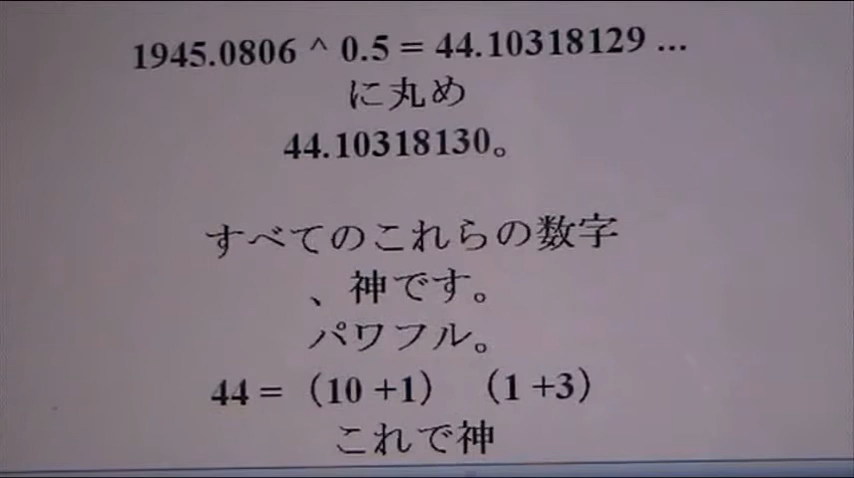 1945.0806 ^ 0.5 = 44.10318129 ...
に丸め
44.10318130。
すべてのこれらの数字
、神です。
パワフル。
44 =（10 +1）（1 +3）
これで神